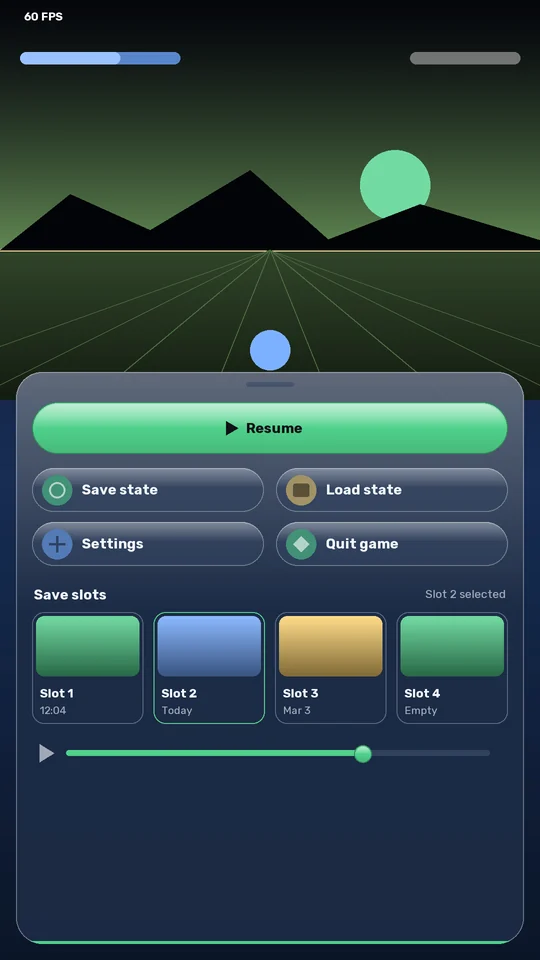 60 FPS
Resume
Save state
Load state
Settings
Quit game
Save slots
Slot 2 selected
Slot 1
12:04
Slot 2
Today
Slot 3
Mar 3
Slot 4
Empty